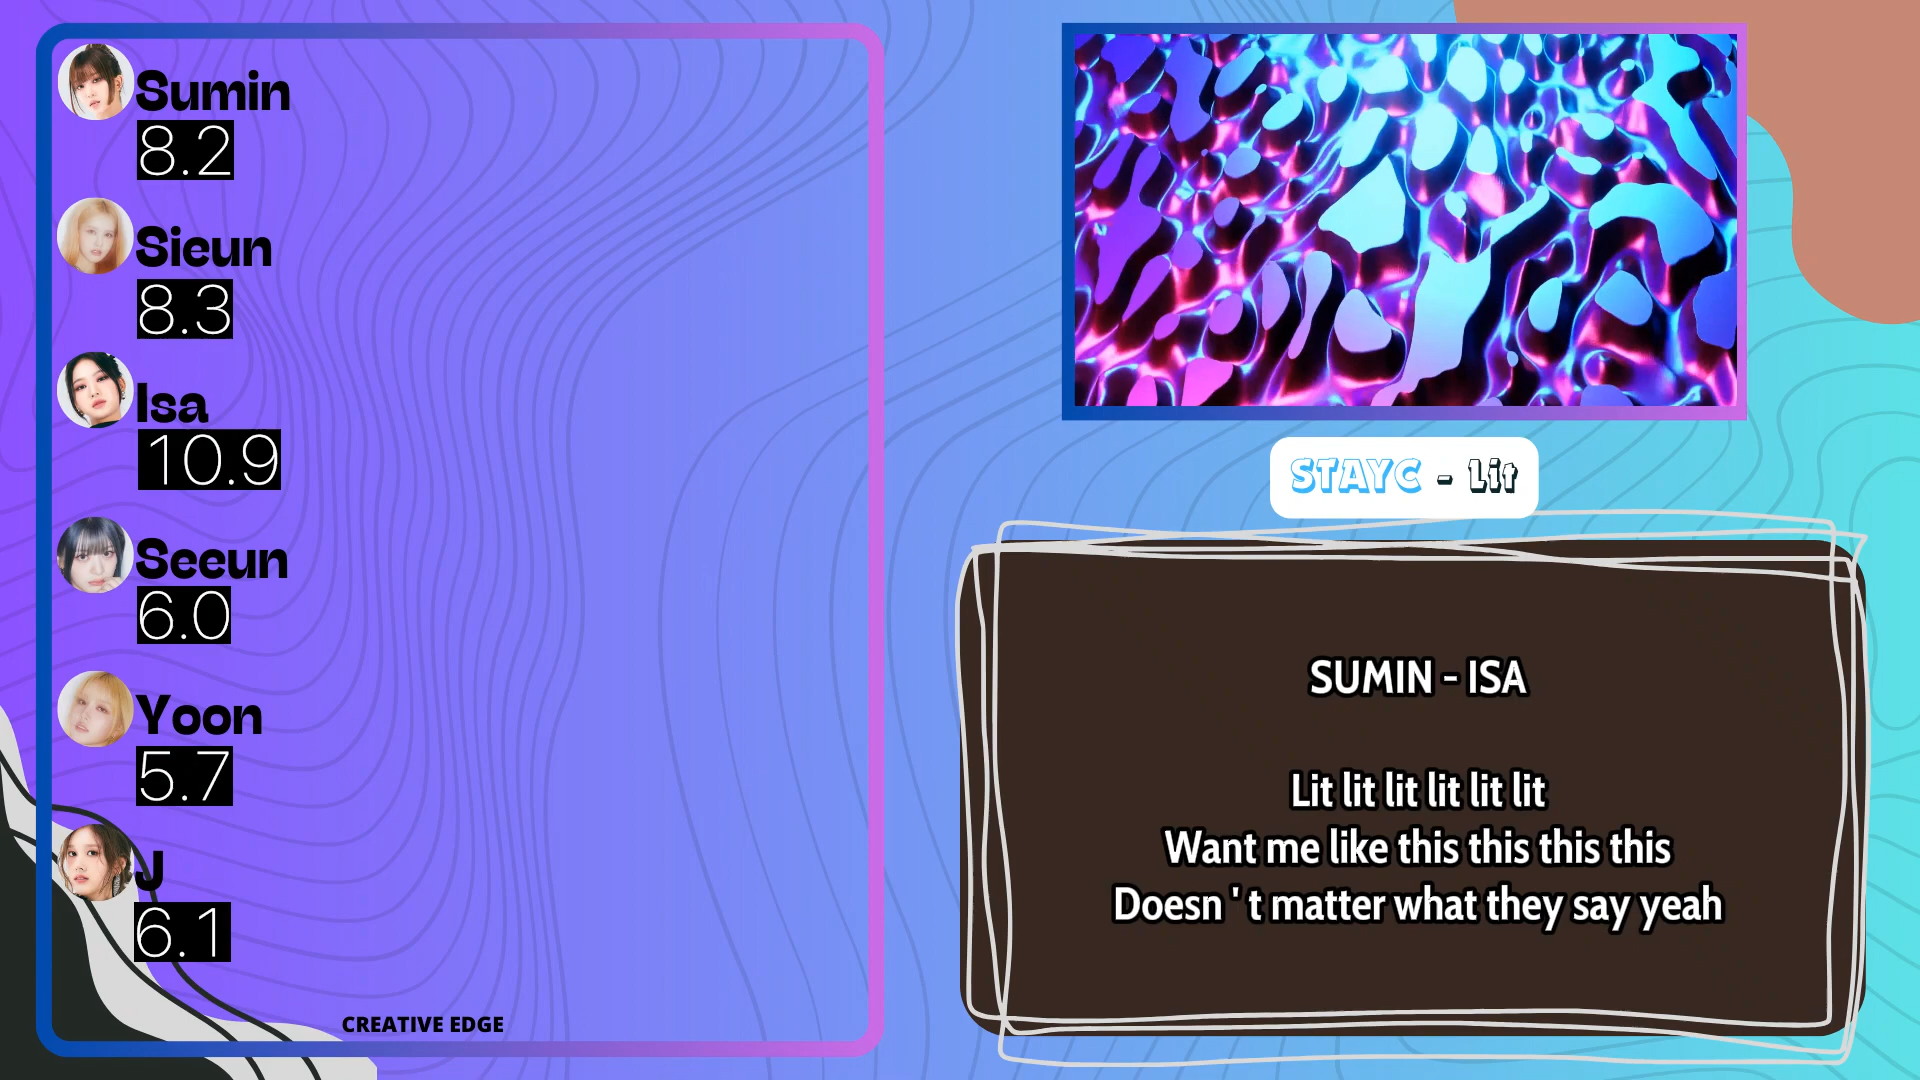 Sumin
8.2
Sieun
8.3
Isa
10.9
Seeun
6.0
Yoon
5.7
J
6.1
CREATIVE EDGE
STAYC - Lit
SUMIN - ISA
Lit lit lit lit lit lit
Want me like this this this this
Doesn ' t matter what they say yeah